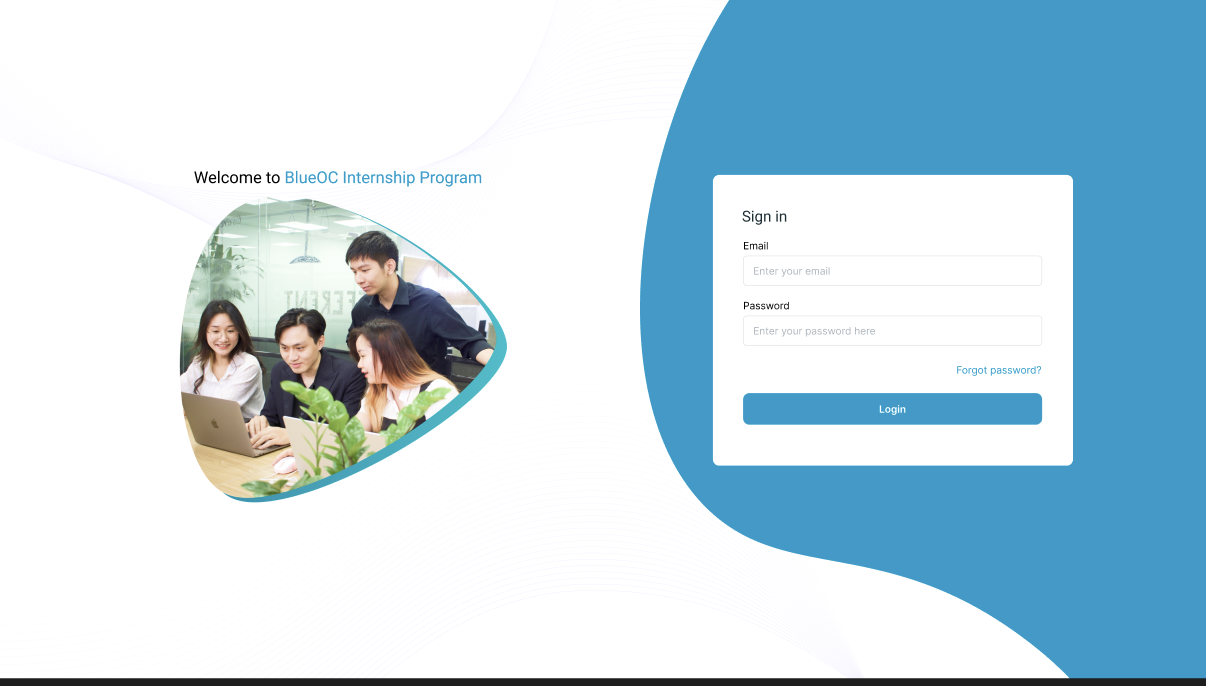 Welcome to BlueOC Internship Program
Sign in
Email
Enter your email
Password
Enter your password here
Forgot password?
Login